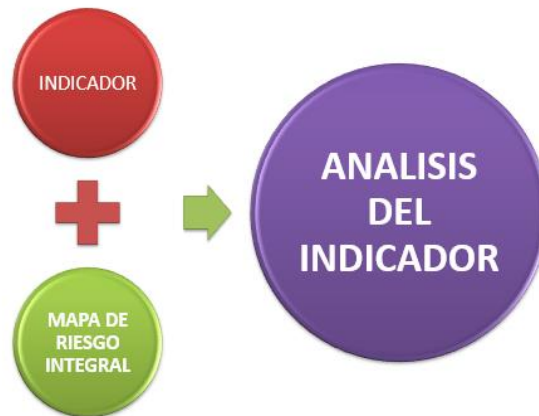 INDICADOR
MAPA DE
RIESGO
INTEGRAL
ANALISIS
DEL
INDICADOR